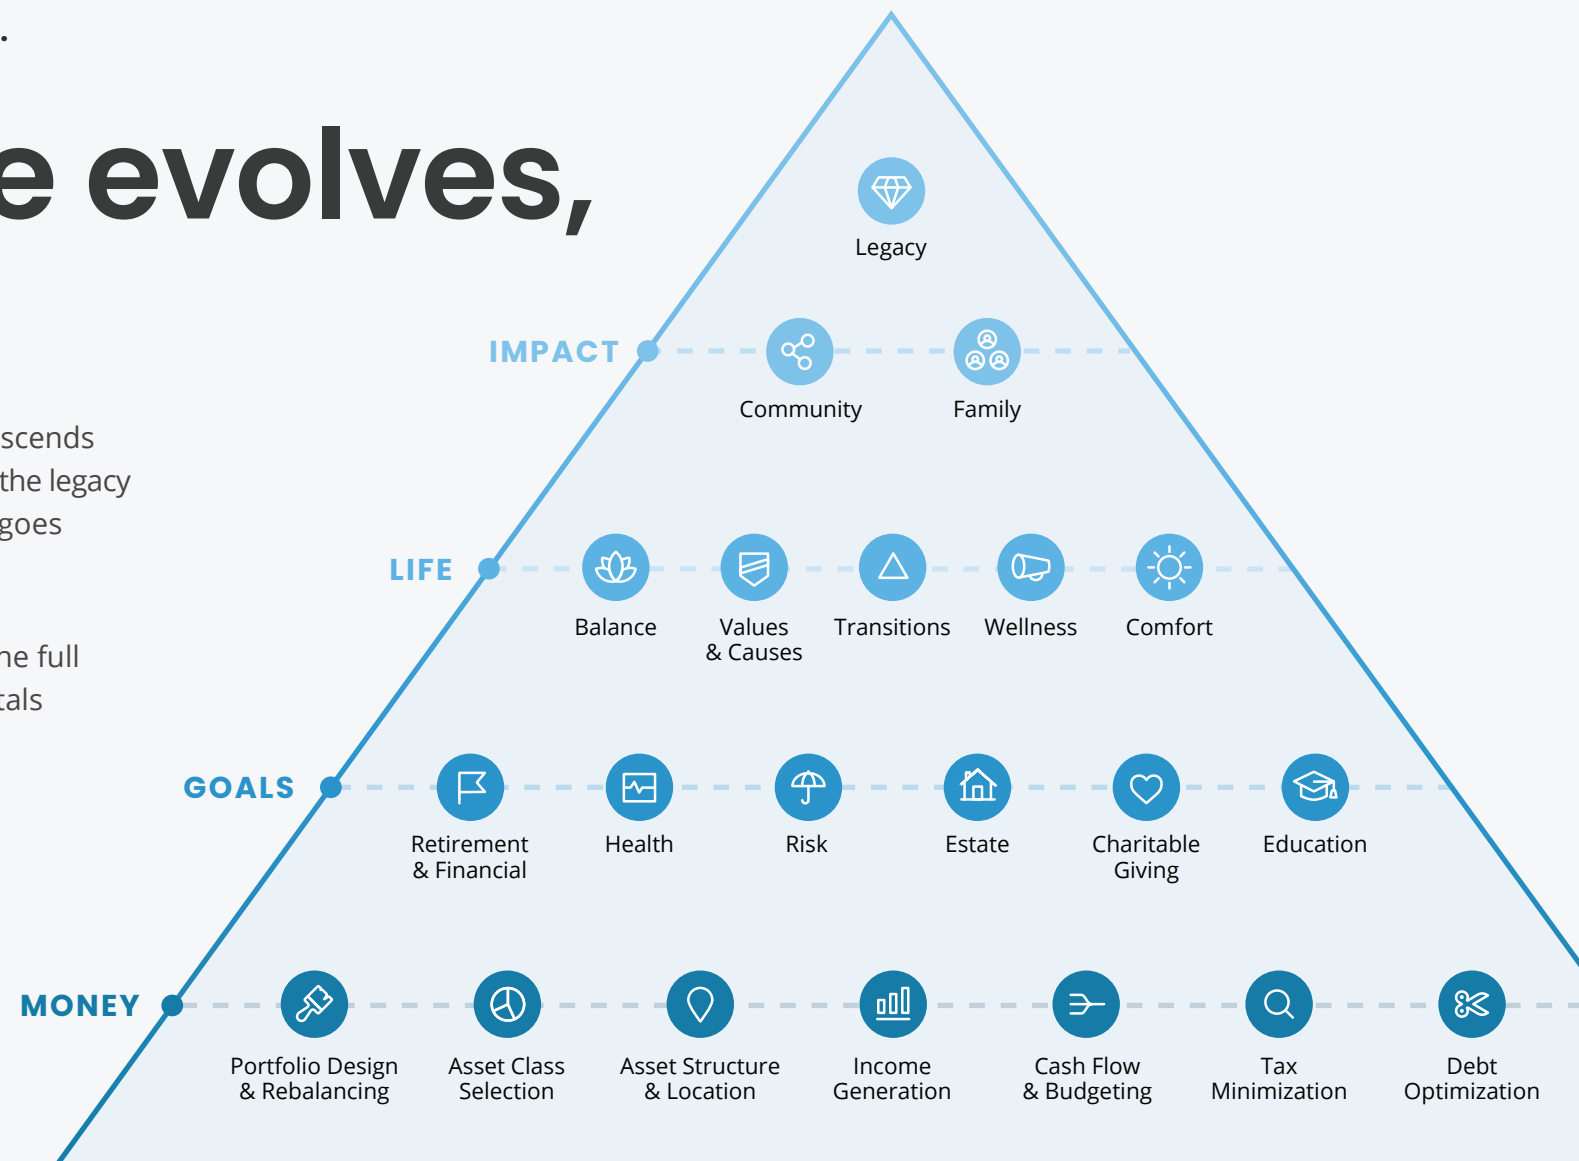 .
e evolves,
scends
the legacy
goes
ne full
tals
Legacy
IMPACT
Community
Family
LIFE
Balance
Values
& Causes
Transitions
Wellness
Comfort
GOALS
Retirement
& Financial
Health
Risk
Estate
Charitable
Giving
Education
MONEY
Portfolio Design
& Rebalancing
Asset Class
Selection
Asset Structure
& Location
Income
Generation
Cash Flow
& Budgeting
Tax
Minimization
Debt
Optimization